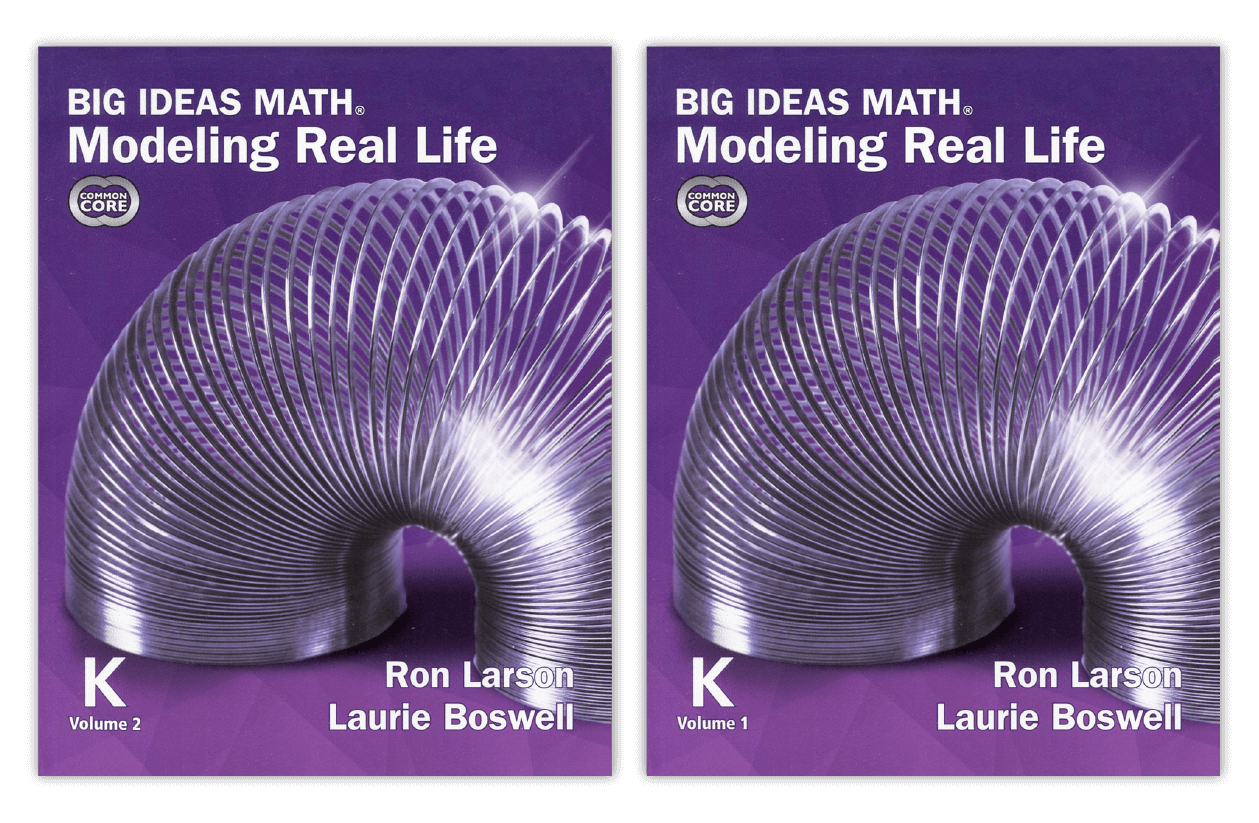 BIG IDEAS MATH®
Modeling Real Life
COMMON
CORE
K
Volume 2
Ron Larson
Laurie Boswell
BIG IDEAS MATH®
Modeling Real Life
COMMON
CORE
K
Volume 1
Ron Larson
Laurie Boswell